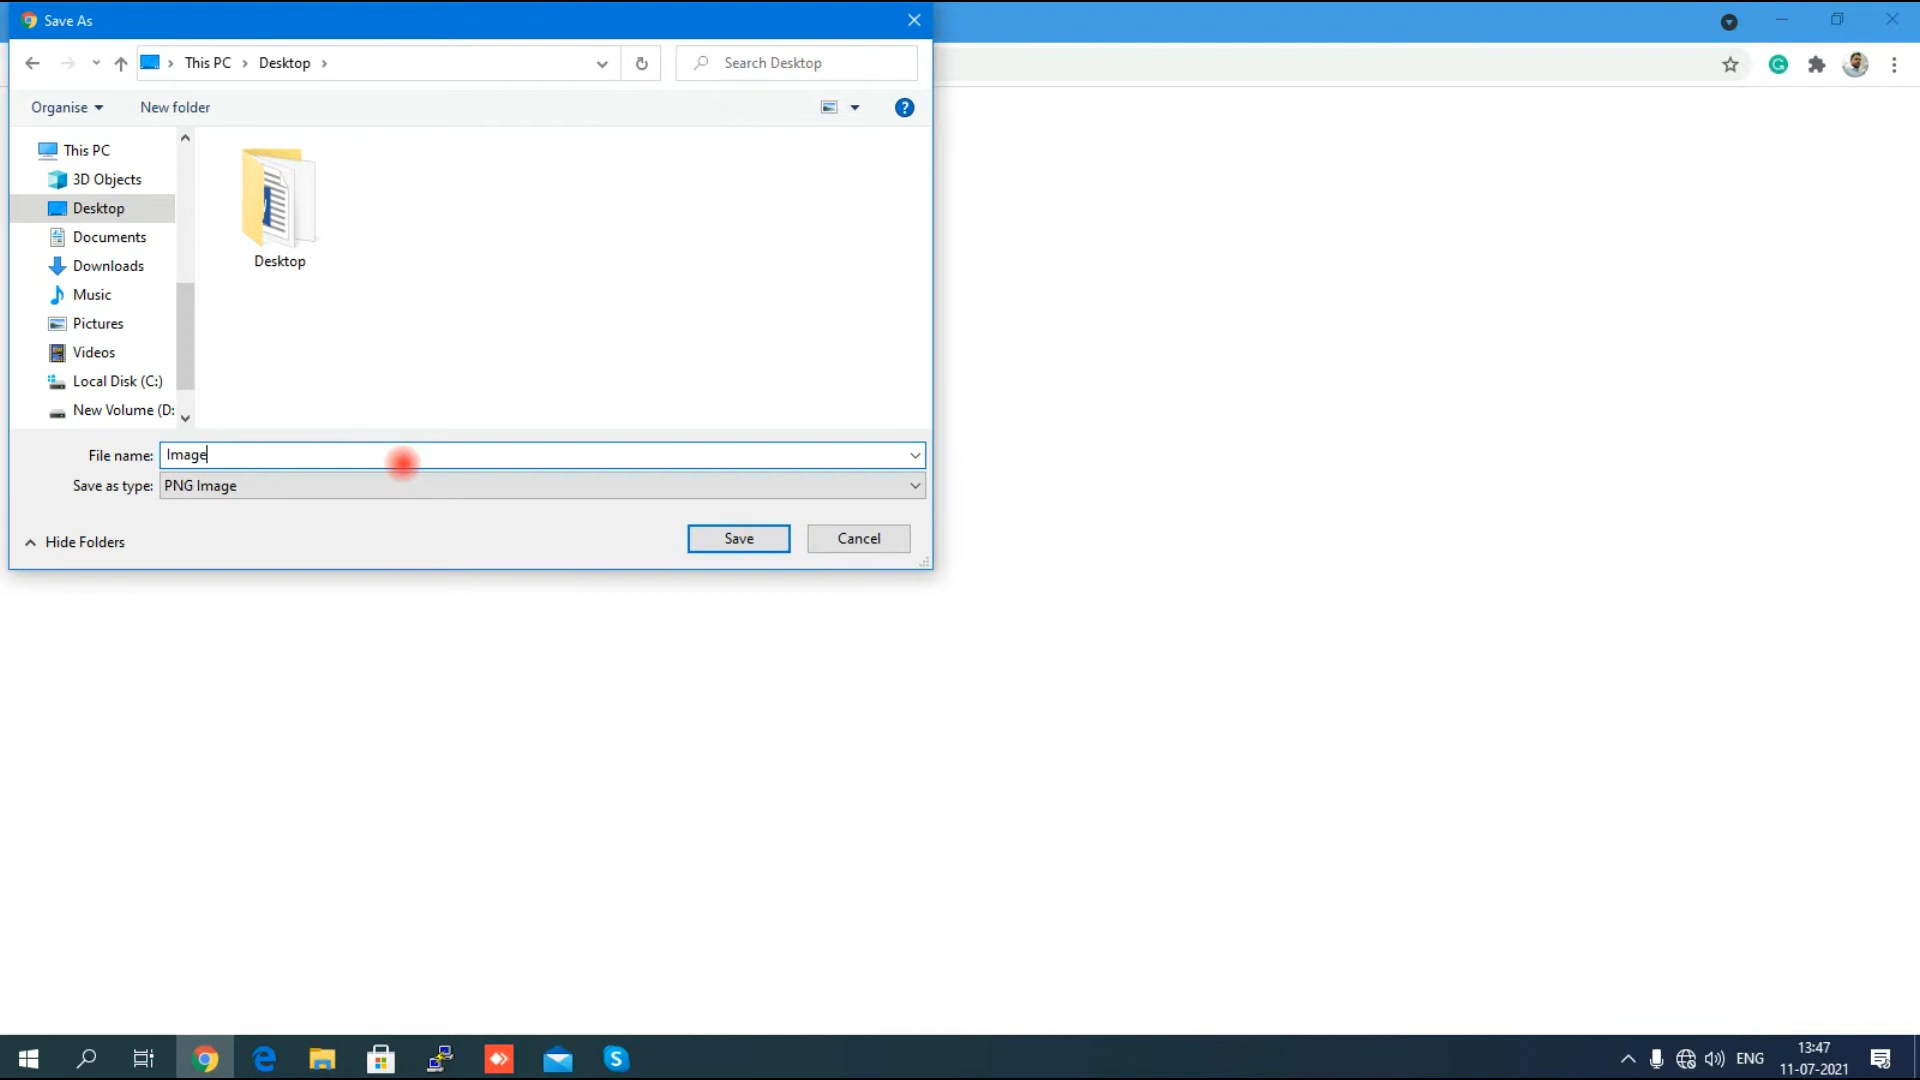 Save As
This PC
Desktop
Search Desktop
Organise
New folder
?
This PC
3D Objects
Desktop
Documents
Downloads
Music
Pictures
Videos
Local Disk (C:)
New Volume (D:
Desktop
File name:
Image
Save as type:
PNG Image
Hide Folders
Save
Cancel
ENG
13:47
11-07-2021